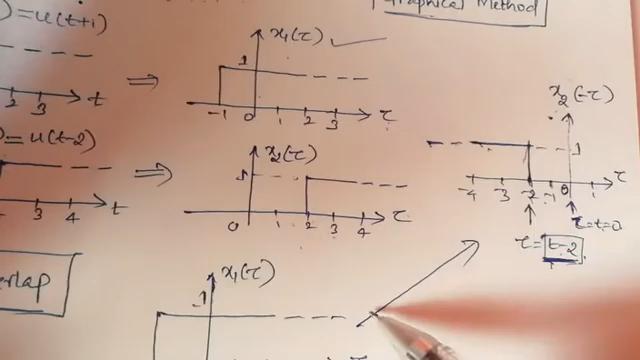 Graphical Method
)=u(t+1)
x₁(τ)
1
-1 0 1 2 3 τ
2 3 t
x₂(-τ)
1
-4 -3 -2 -1 0 1 τ
τ=t=0
τ=t-2
)=u(t-2)
x₂(τ)
1
0 1 2 3 4 τ
3 4 t
erlap
x₁(τ)
1